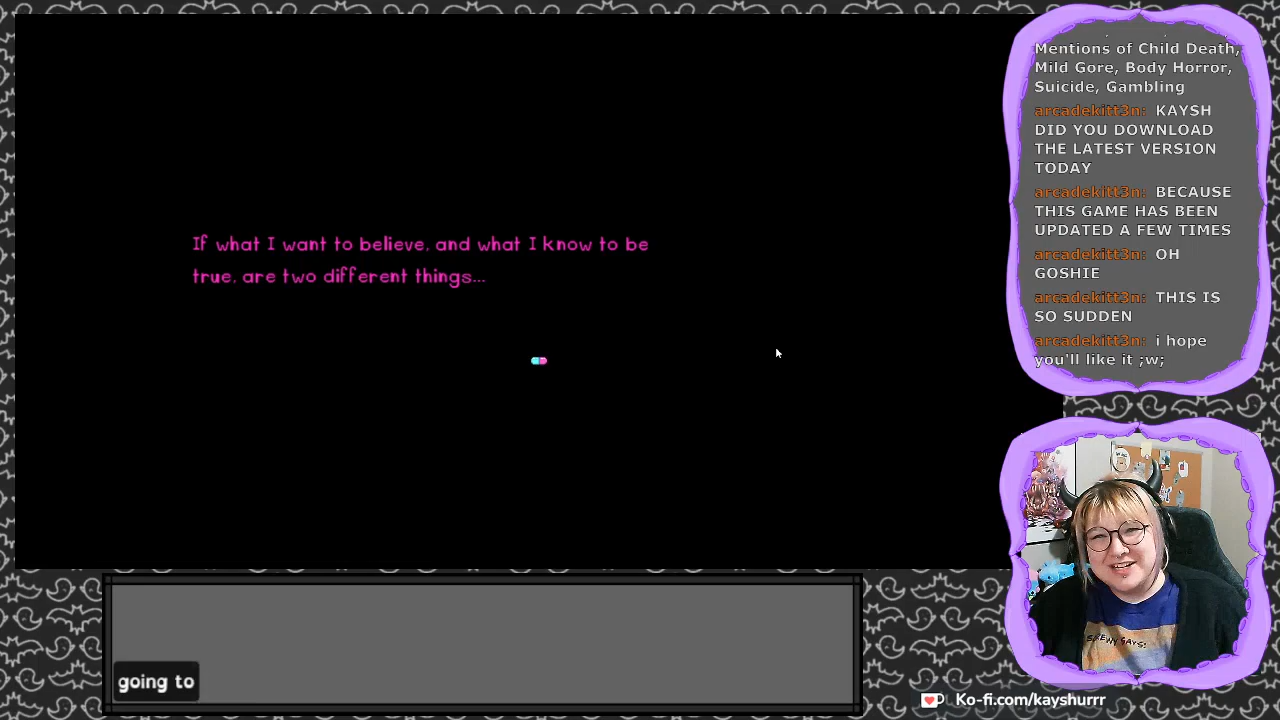 If what I want to believe, and what I know to be
true, are two different things...
Mentions of Child Death,
Mild Gore, Body Horror,
Suicide, Gambling
arcadekitt3n: KAYSH
DID YOU DOWNLOAD
THE LATEST VERSION
TODAY
arcadekitt3n: BECAUSE
THIS GAME HAS BEEN
UPDATED A FEW TIMES
arcadekitt3n: OH
GOSHIE
arcadekitt3n: THIS IS
SO SUDDEN
arcadekitt3n: i hope
you'll like it ;w;
going to
Ko-fi.com/kayshurrr